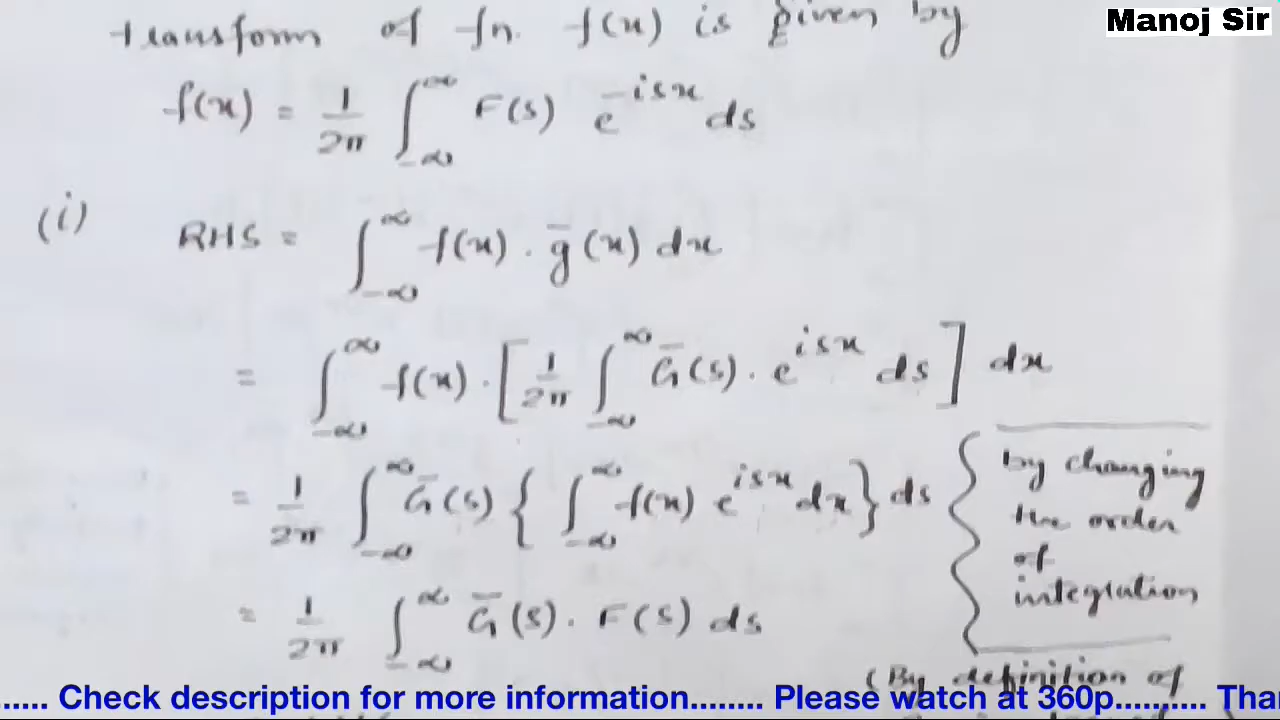 Manoj Sir
transform of fn. f(x) is given by
f(x) = 1/2π ∫_{-∞}^{∞} F(s) e^{-isx} ds
(i) RHS = ∫_{-∞}^{∞} f(x) . g̅(x) dx
= ∫_{-∞}^{∞} f(x) . [ 1/2π ∫_{-∞}^{∞} G̅(s) . e^{isx} ds ] dx
= 1/2π ∫_{-∞}^{∞} G̅(s) { ∫_{-∞}^{∞} f(x) e^{isx} dx } ds
by changing
the order
of
integration
= 1/2π ∫_{-∞}^{∞} G̅(s) . F(s) ds
(By definition of
...... Check description for more information........ Please watch at 360p.......... Tha